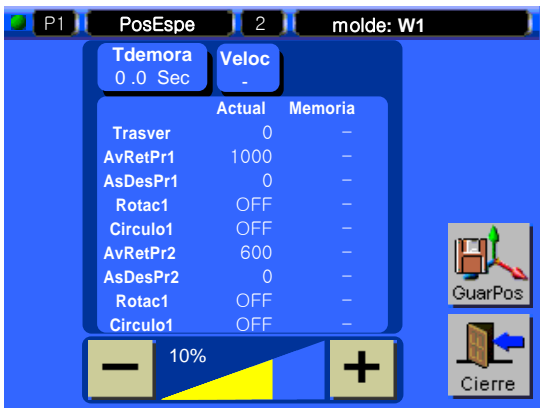 P1 PosEspe 2 molde: W1
Tdemora Veloc
0 .0 Sec -
Actual Memoria
Trasver 0 –
AvRetPr1 1000 –
AsDesPr1 0 –
Rotac1 OFF –
Circulo1 OFF –
AvRetPr2 600 –
AsDesPr2 0 –
Rotac1 OFF –
Circulo1 OFF –
GuarPos
10%
Cierre